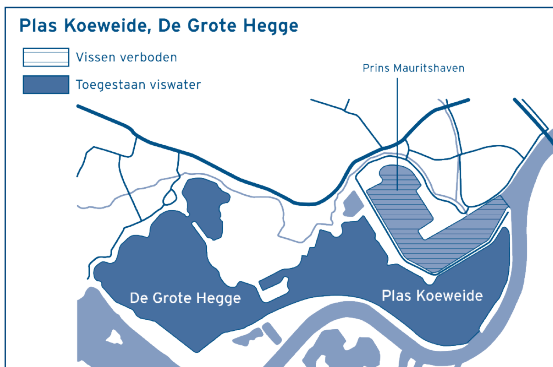 Plas Koeweide, De Grote Hegge
Vissen verboden
Toegestaan viswater
Prins Mauritshaven
De Grote Hegge
Plas Koeweide